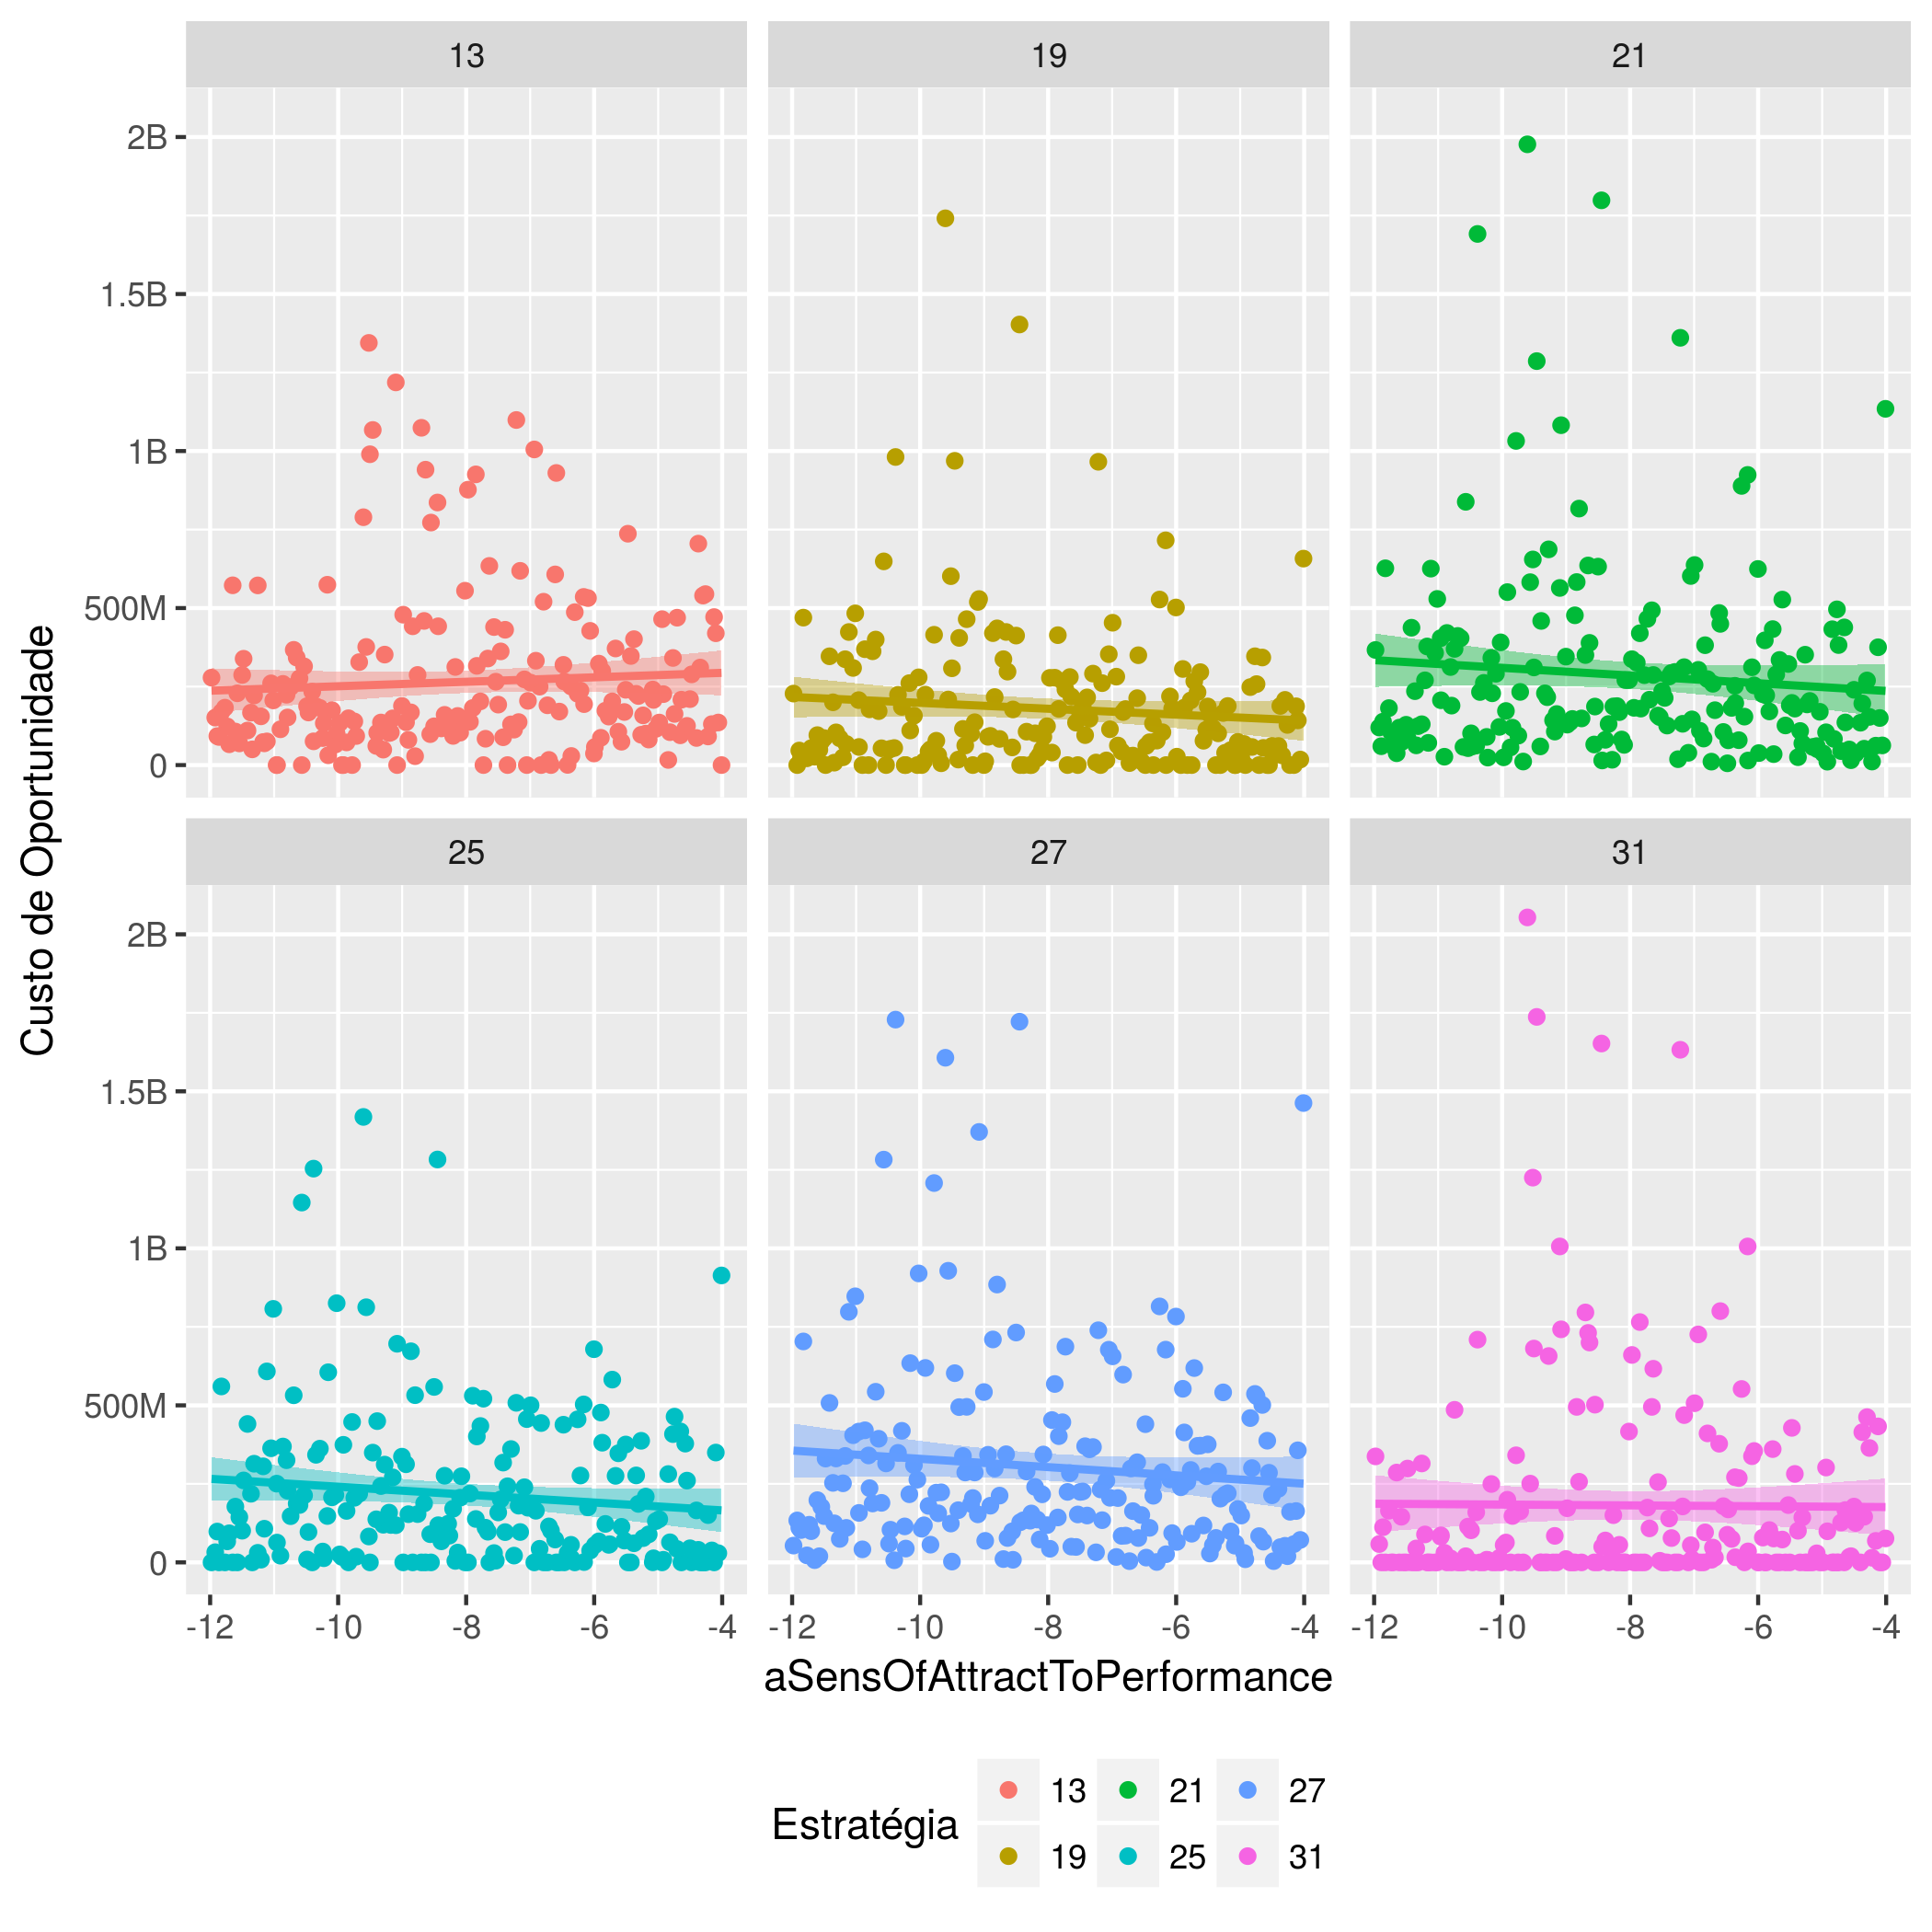 13 19 21
2B
1.5B
1B
500M
0
25 27 31
2B
1.5B
1B
500M
0
Custo de Oportunidade
-12 -10 -8 -6 -4 -12 -10 -8 -6 -4 -12 -10 -8 -6 -4
aSensOfAttractToPerformance
Estratégia
13 21 27
19 25 31